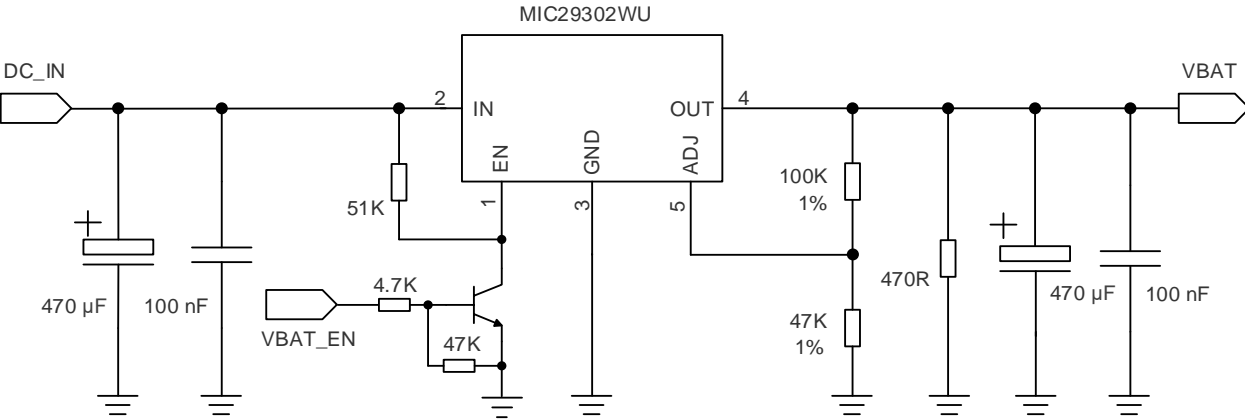 MIC29302WU
DC_IN
VBAT
2
IN
OUT
4
EN
GND
ADJ
1
3
5
51K
100K
1%
470 µF
100 nF
4.7K
VBAT_EN
47K
47K
1%
470R
470 µF
100 nF